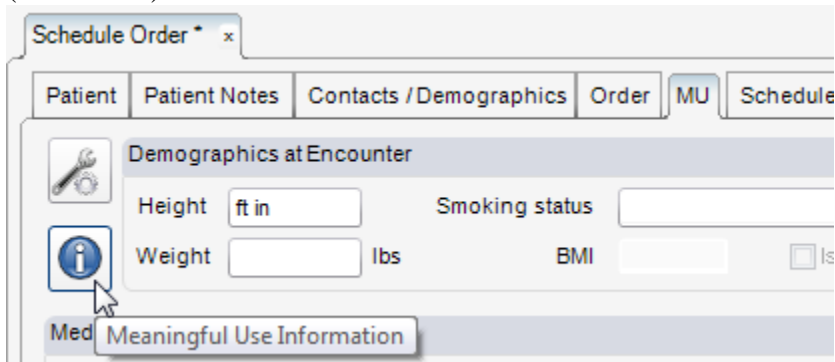 Schedule Order * x
Patient Patient Notes Contacts / Demographics Order MU Schedule
Demographics at Encounter
Height ft in Smoking status
Weight lbs BMI Is
Med
Meaningful Use Information